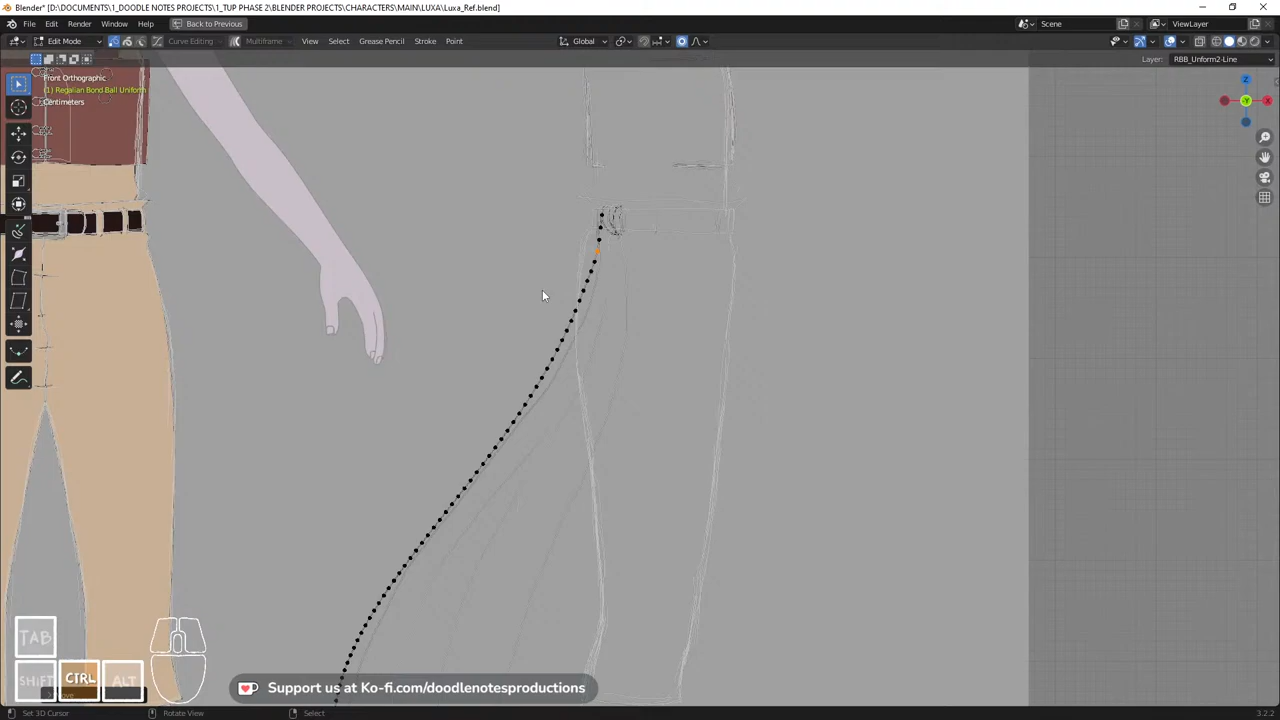 Blender* [D:\DOCUMENTS\1_DOODLE NOTES PROJECTS\1_TUP PHASE 2\BLENDER PROJECTS\CHARACTERS\MAIN\LUXA\Luxa_Ref.blend]
File Edit Render Window Help Back to Previous Scene ViewLayer
Edit Mode Curve Editing Multiframe View Select Grease Pencil Stroke Point Global
Layer: RBB_Unform2-Line
Front Orthographic
(1) Regalian Bond Ball Uniform
Centimeters
TAB
SHIFT CTRL ALT
Support us at Ko-fi.com/doodlenotesproductions
Set 3D Cursor Rotate View Select 3.2.2